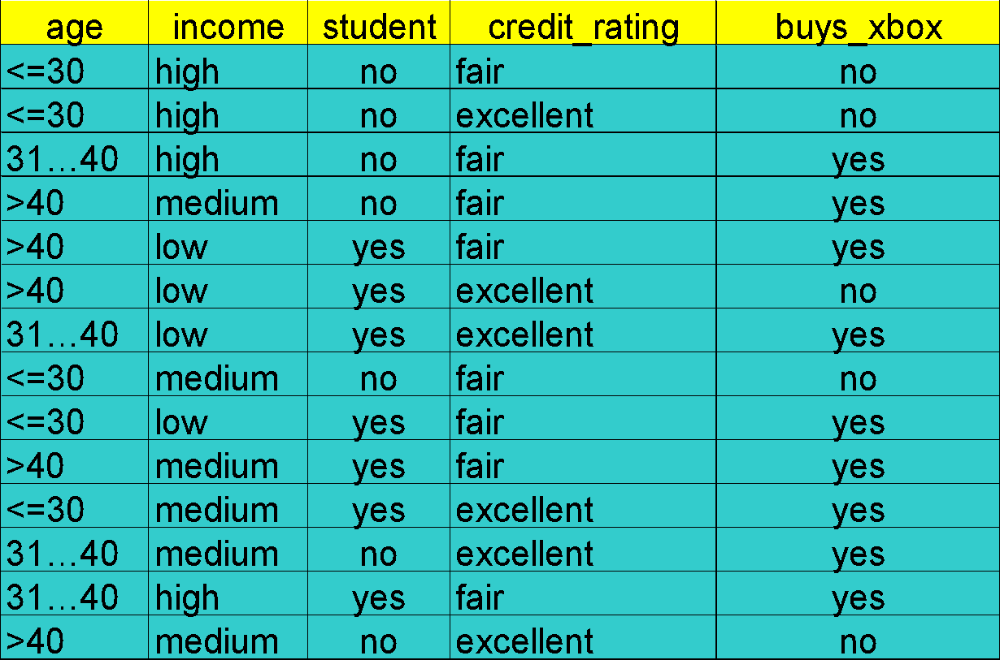 age income student credit_rating buys_xbox
<=30 high no fair no
<=30 high no excellent no
31…40 high no fair yes
>40 medium no fair yes
>40 low yes fair yes
>40 low yes excellent no
31…40 low yes excellent yes
<=30 medium no fair no
<=30 low yes fair yes
>40 medium yes fair yes
<=30 medium yes excellent yes
31…40 medium no excellent yes
31…40 high yes fair yes
>40 medium no excellent no